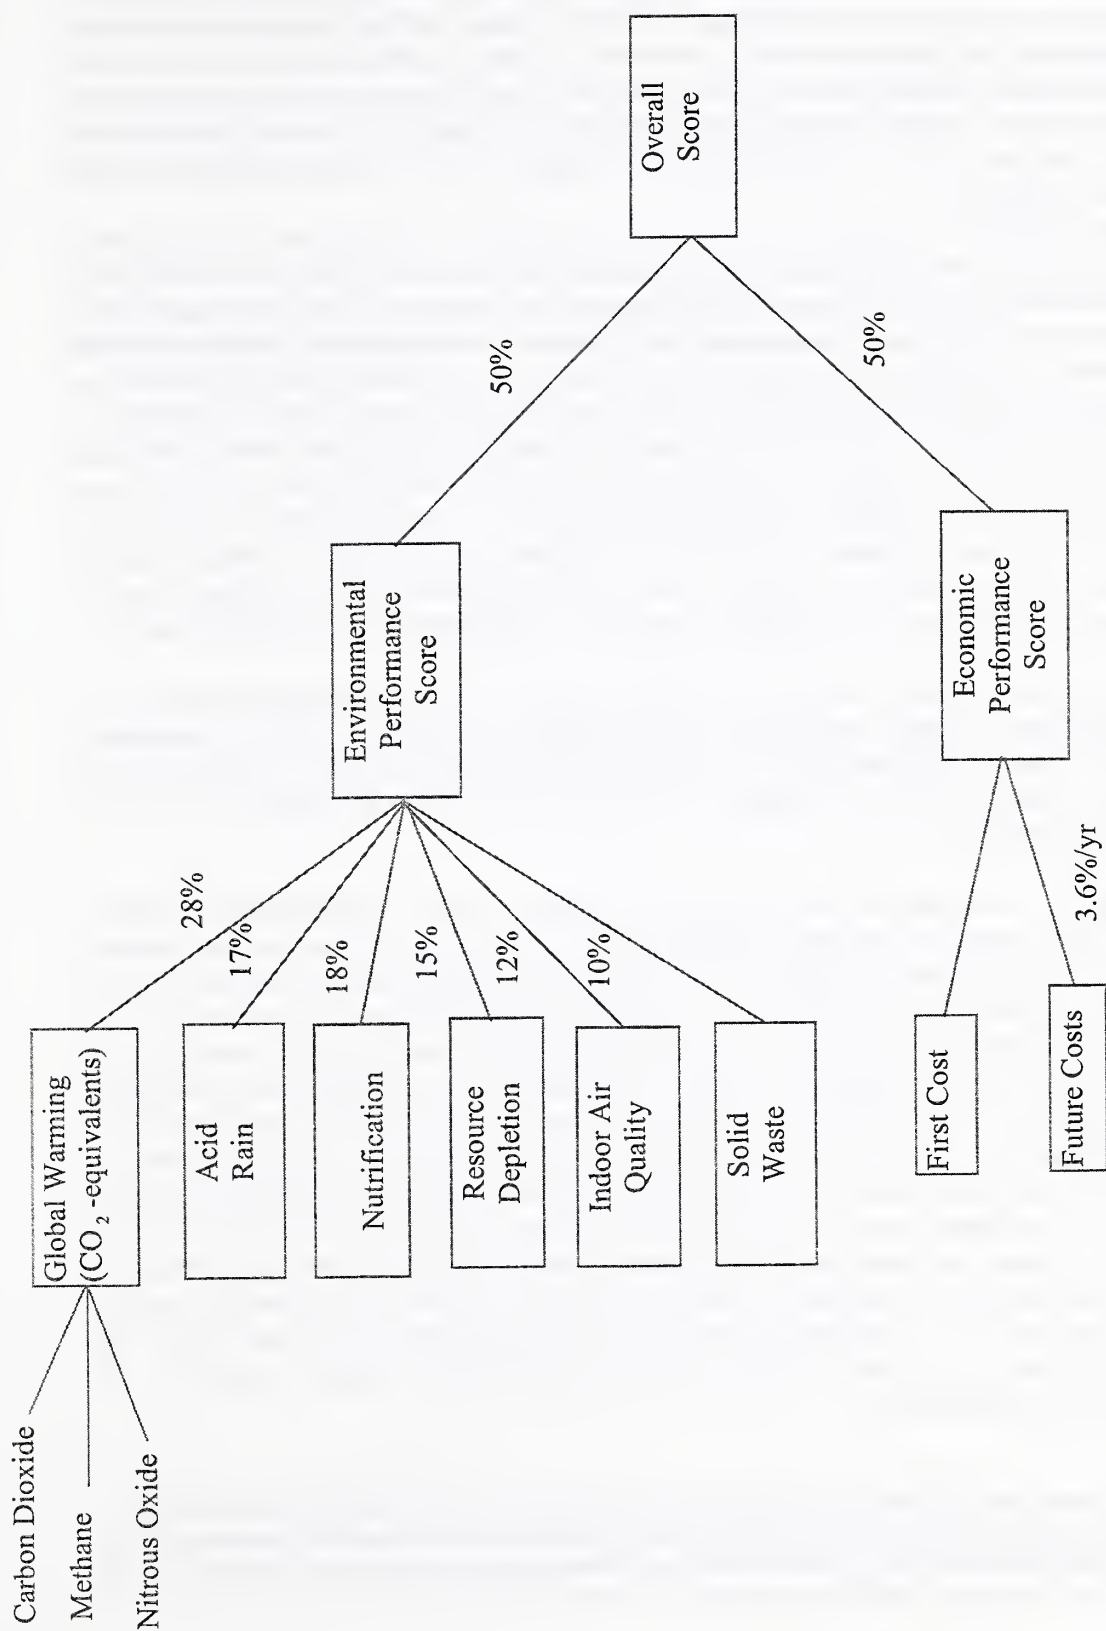 Carbon Dioxide
Methane
Nitrous Oxide
Global Warming
(CO₂ -equivalents)
Acid
Rain
Nutrification
Resource
Depletion
Indoor Air
Quality
Solid
Waste
28%
17%
18%
15%
12%
10%
Environmental
Performance
Score
50%
First Cost
Future Costs
3.6%/yr
Economic
Performance
Score
50%
Overall
Score